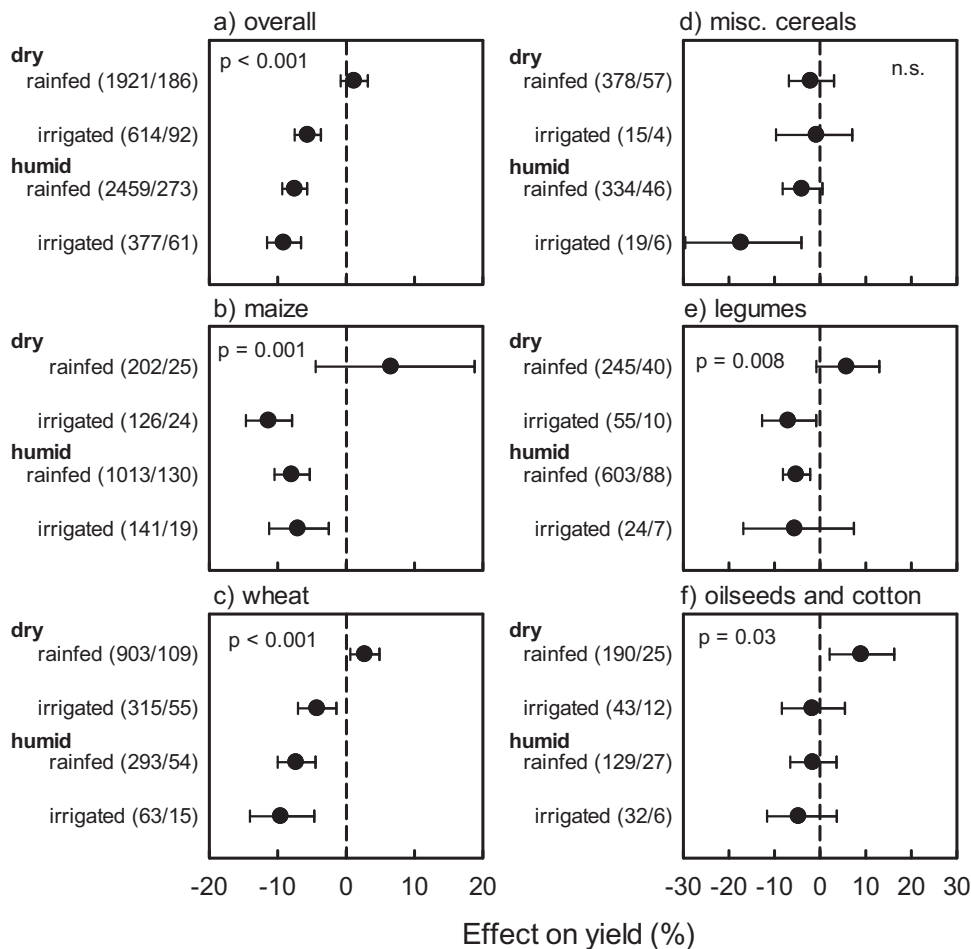 a) overall
p < 0.001
dry
rainfed (1921/186)
irrigated (614/92)
humid
rainfed (2459/273)
irrigated (377/61)
b) maize
p = 0.001
dry
rainfed (202/25)
irrigated (126/24)
humid
rainfed (1013/130)
irrigated (141/19)
c) wheat
p < 0.001
dry
rainfed (903/109)
irrigated (315/55)
humid
rainfed (293/54)
irrigated (63/15)
-20 -10 0 10 20
d) misc. cereals
n.s.
dry
rainfed (378/57)
irrigated (15/4)
humid
rainfed (334/46)
irrigated (19/6)
e) legumes
p = 0.008
dry
rainfed (245/40)
irrigated (55/10)
humid
rainfed (603/88)
irrigated (24/7)
f) oilseeds and cotton
p = 0.03
dry
rainfed (190/25)
irrigated (43/12)
humid
rainfed (129/27)
irrigated (32/6)
-30 -20 -10 0 10 20 30
Effect on yield (%)